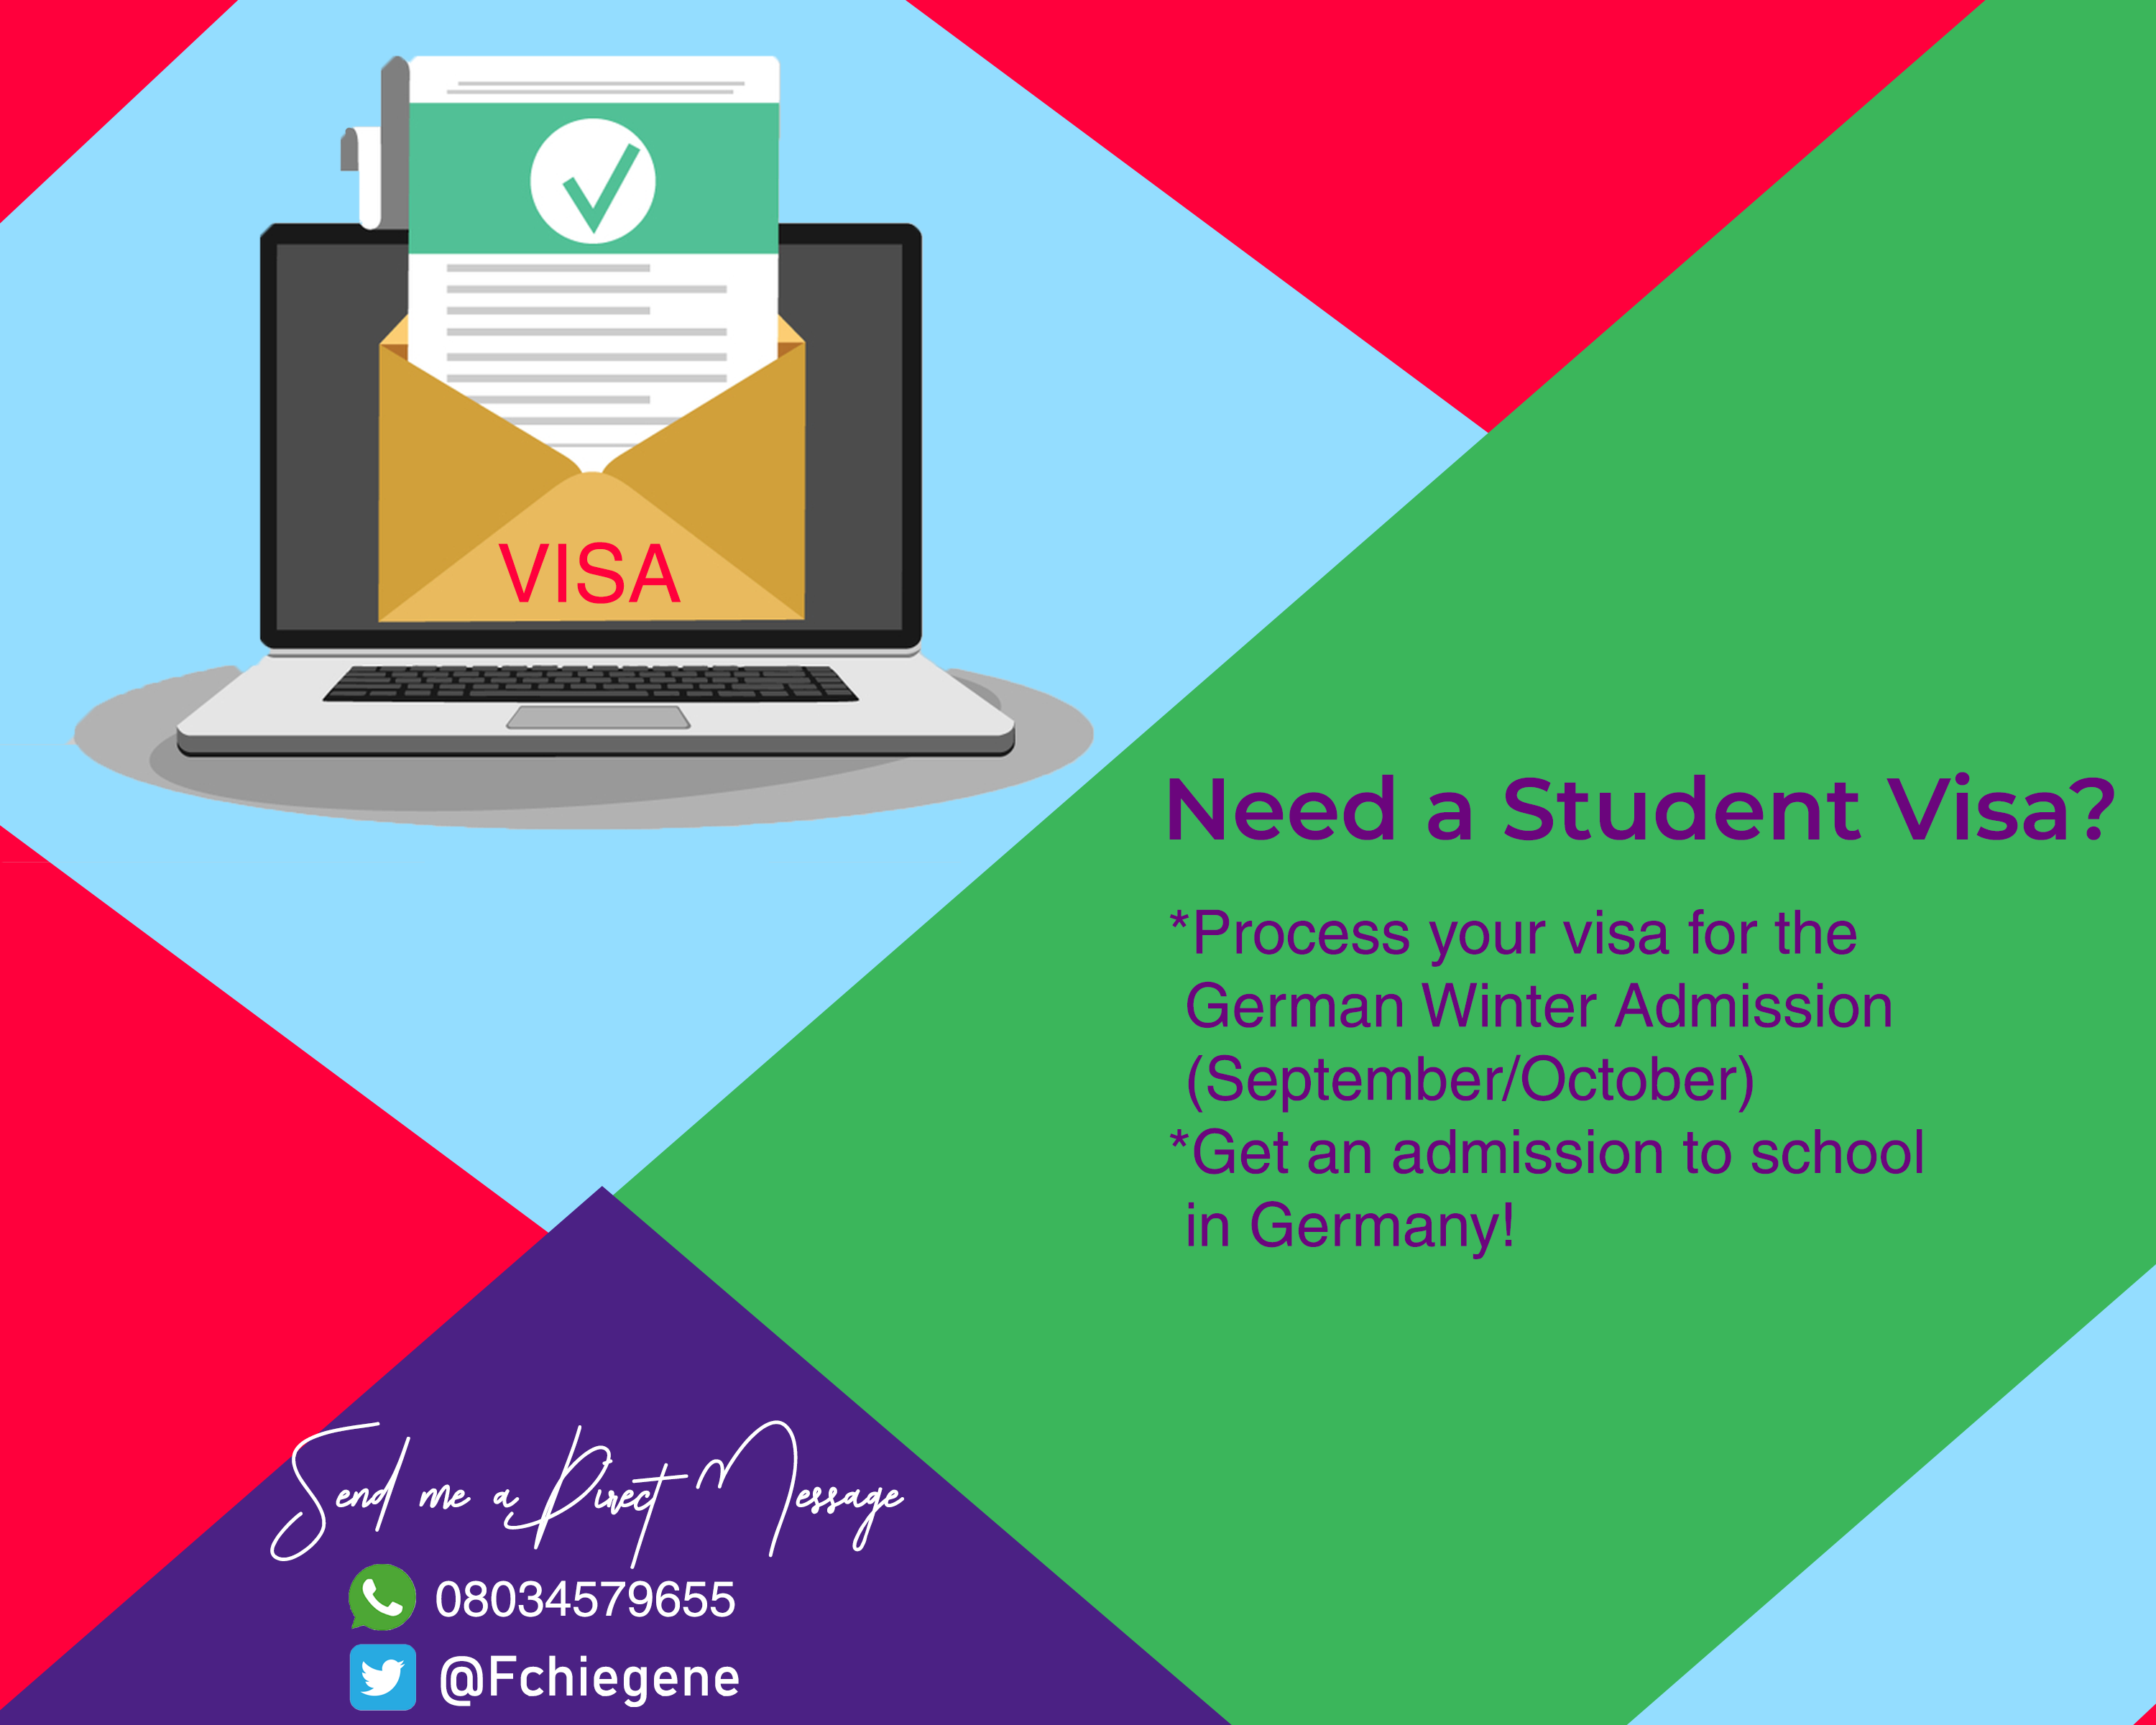 VISA
Need a Student Visa?
*Process your visa for the
German Winter Admission
(September/October)
*Get an admission to school
in Germany!
Send me a Direct Message
08034579655
@Fchiegene